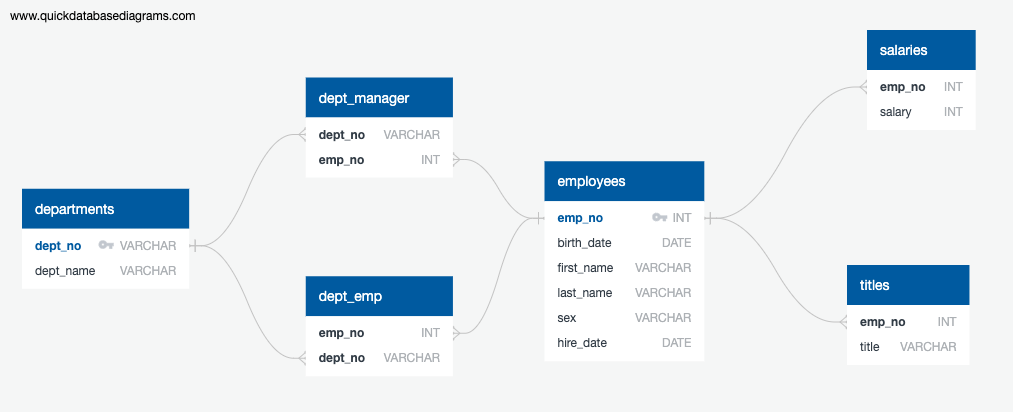 www.quickdatabasediagrams.com
departments
dept_no VARCHAR
dept_name VARCHAR
dept_manager
dept_no VARCHAR
emp_no INT
dept_emp
emp_no INT
dept_no VARCHAR
employees
emp_no INT
birth_date DATE
first_name VARCHAR
last_name VARCHAR
sex VARCHAR
hire_date DATE
salaries
emp_no INT
salary INT
titles
emp_no INT
title VARCHAR